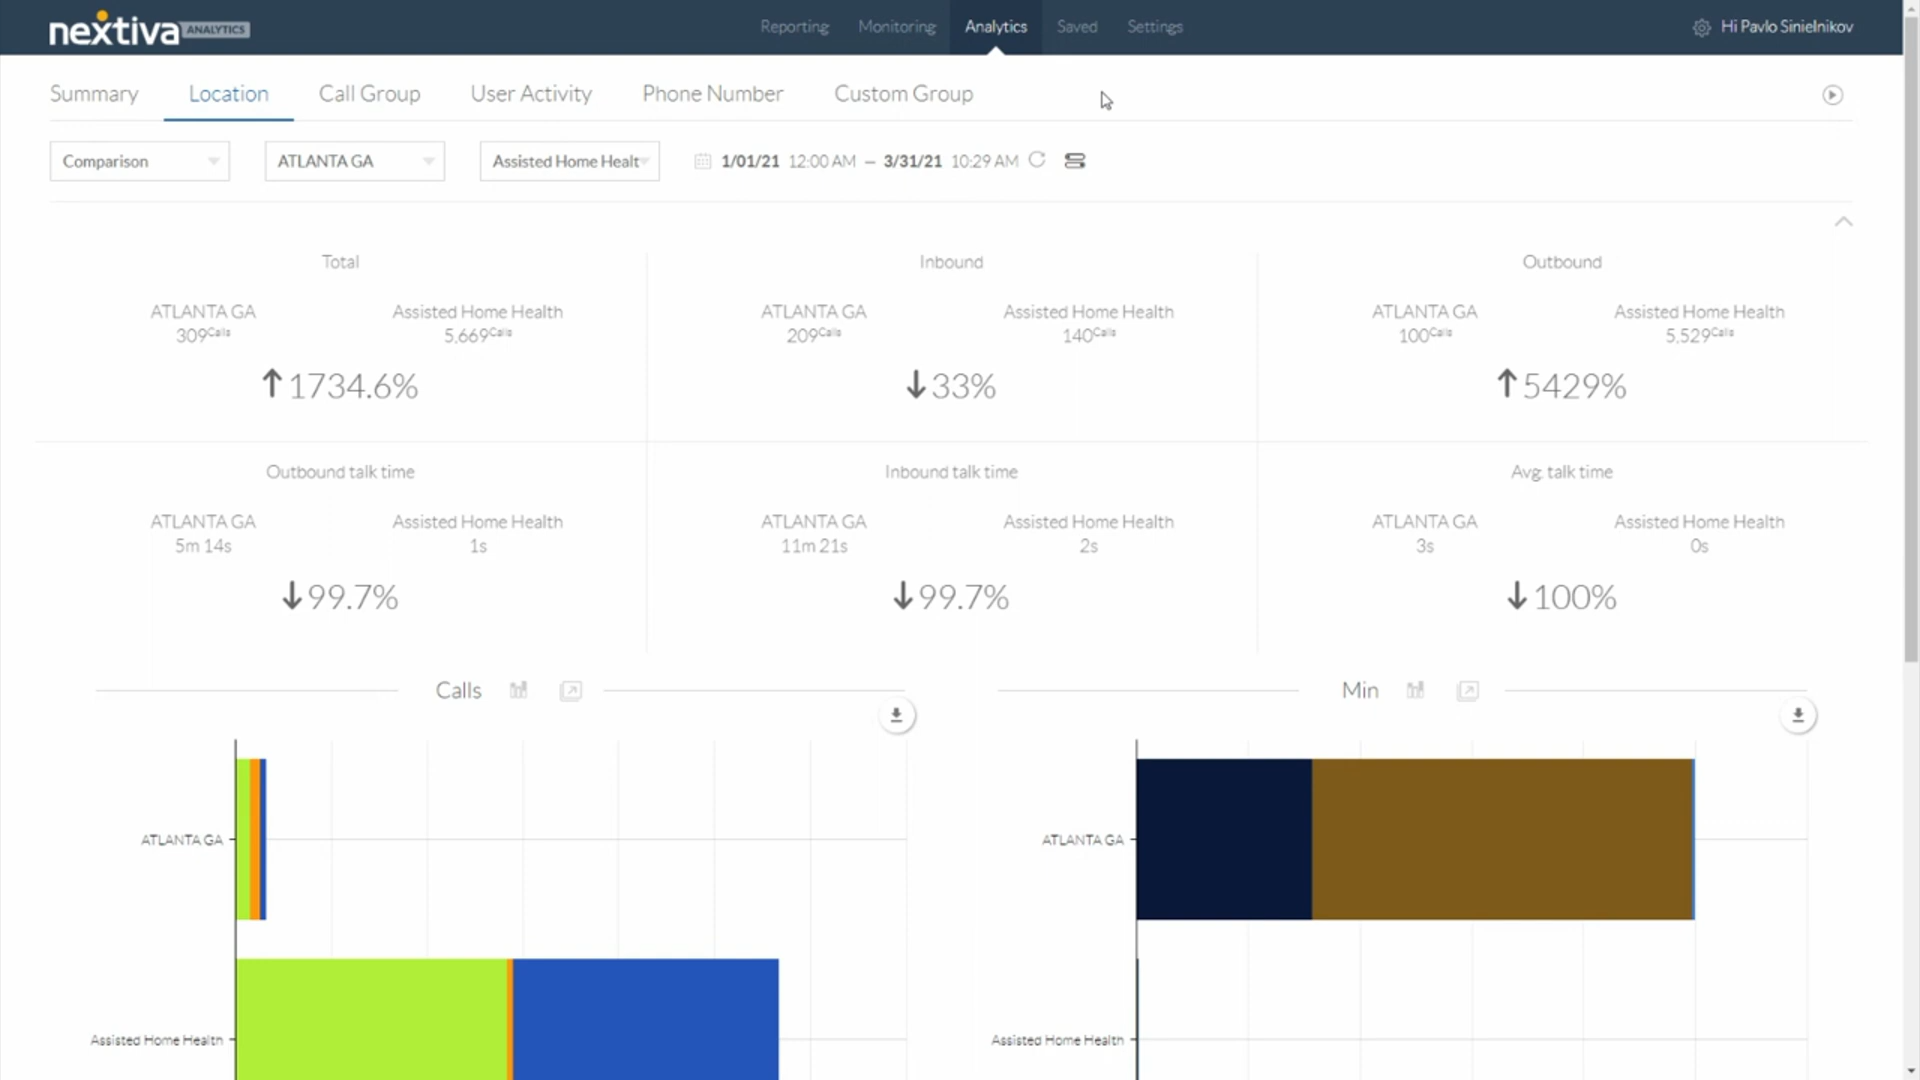 nextiva ANALYTICS
Reporting Monitoring Analytics Saved Settings
Hi Pavlo Sinielnikov
Summary Location Call Group User Activity Phone Number Custom Group
Comparison ATLANTA GA Assisted Home Healt 1/01/21 12:00 AM – 3/31/21 10:29 AM
Total Inbound Outbound
ATLANTA GA Assisted Home Health ATLANTA GA Assisted Home Health ATLANTA GA Assisted Home Health
309Calls 5,669Calls 209Calls 140Calls 100Calls 5,529Calls
↑1734.6% ↓33% ↑5429%
Outbound talk time Inbound talk time Avg. talk time
ATLANTA GA Assisted Home Health ATLANTA GA Assisted Home Health ATLANTA GA Assisted Home Health
5m 14s 1s 11m 21s 2s 3s 0s
↓99.7% ↓99.7% ↓100%
Calls Min
ATLANTA GA ATLANTA GA
Assisted Home Health Assisted Home Health